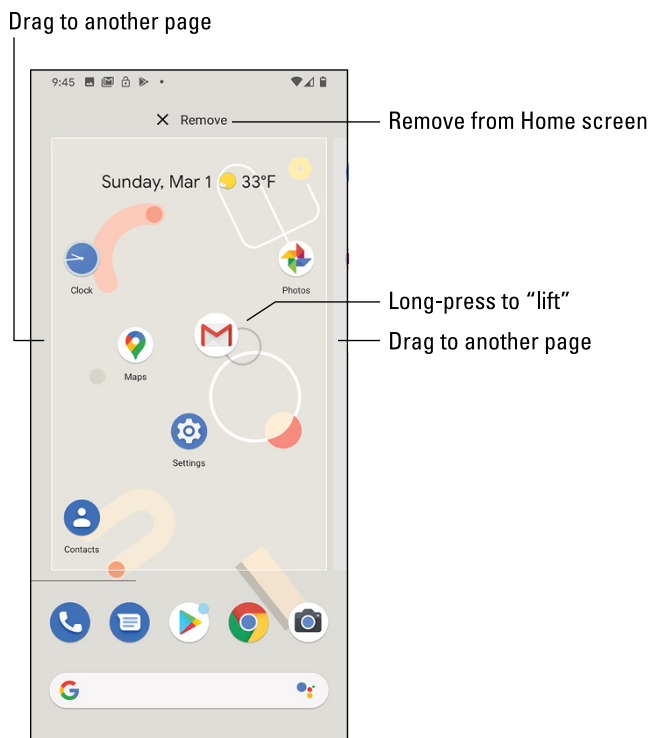 Drag to another page
9:45
× Remove
Remove from Home screen
Sunday, Mar 1 33°F
Clock
Photos
Long-press to “lift”
Drag to another page
Maps
Settings
Contacts